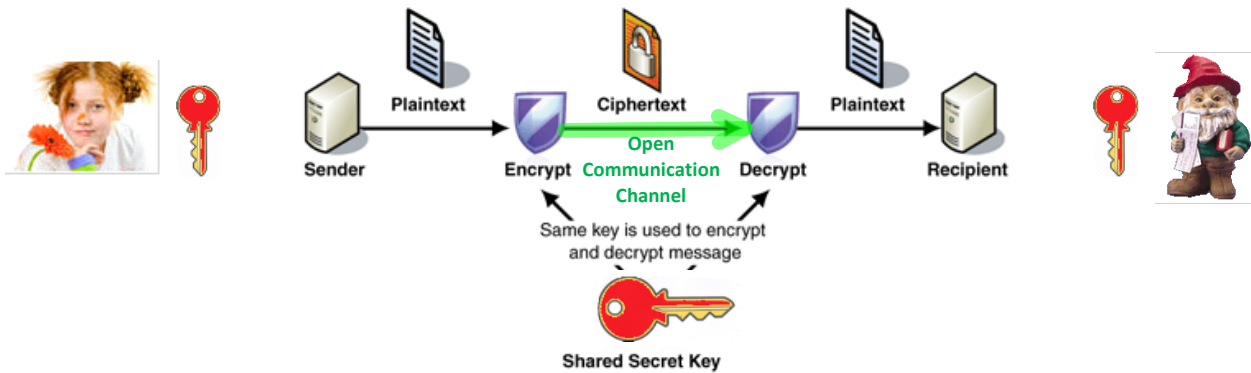 Plaintext
Ciphertext
Plaintext
Sender
Encrypt
Open
Communication
Channel
Decrypt
Recipient
Same key is used to encrypt
and decrypt message
Shared Secret Key